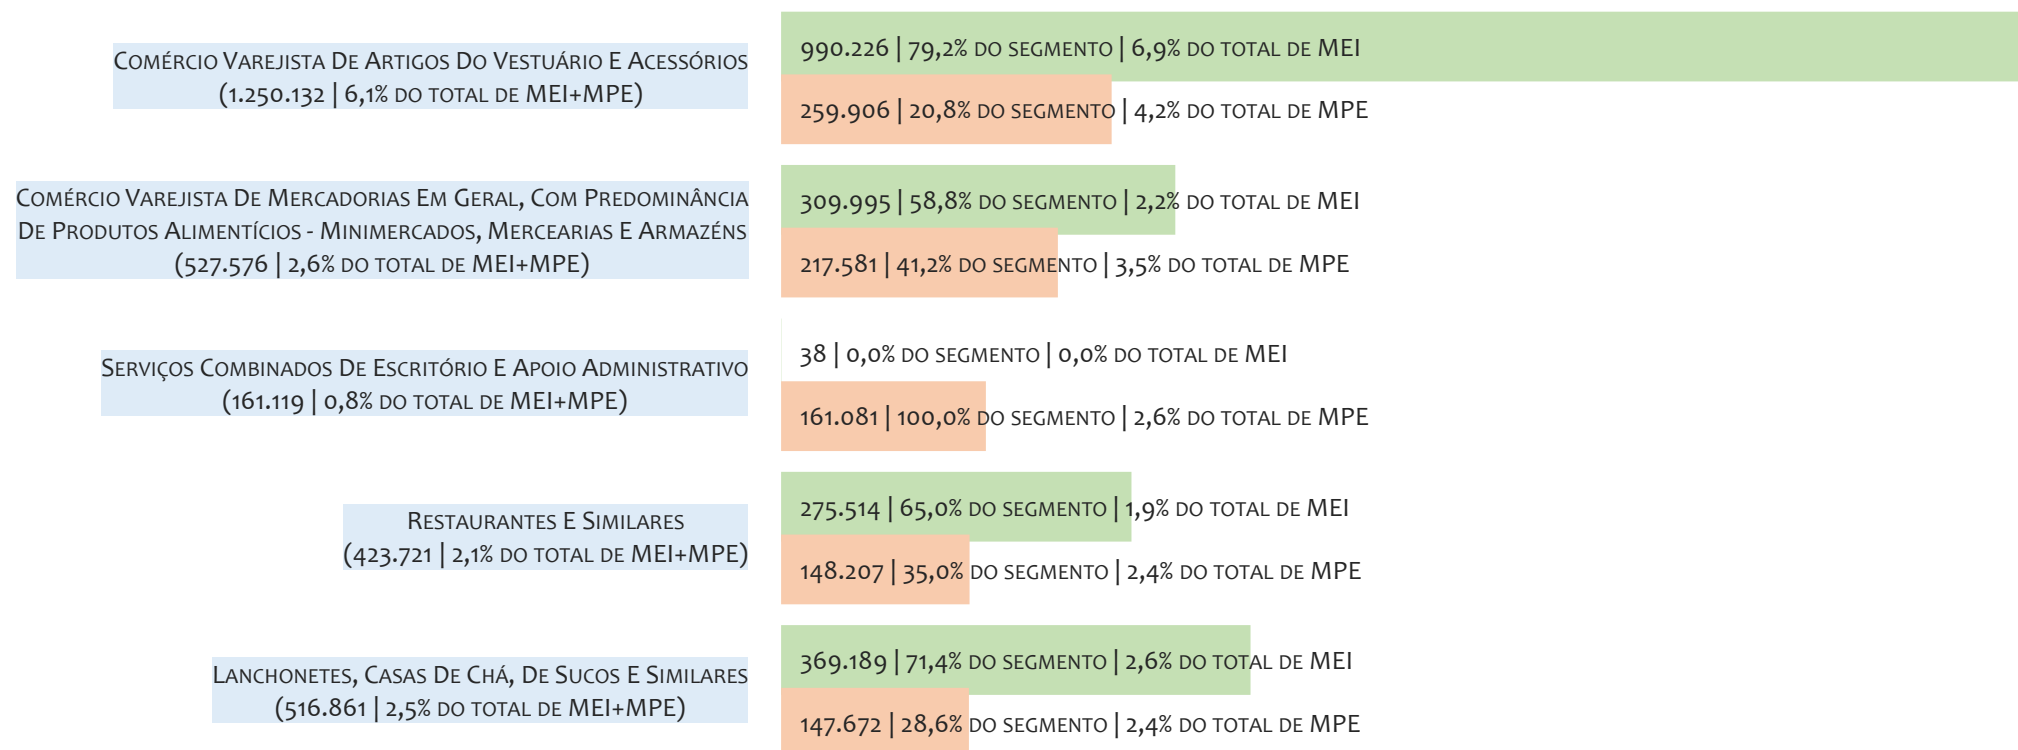 Comércio Varejista De Artigos Do Vestuário E Acessórios
(1.250.132 | 6,1% do total de MEI+MPE)
990.226 | 79,2% do segmento | 6,9% do total de MEI
259.906 | 20,8% do segmento | 4,2% do total de MPE
Comércio Varejista De Mercadorias Em Geral, Com Predominância
De Produtos Alimentícios - Minimercados, Mercearias E Armazéns
(527.576 | 2,6% do total de MEI+MPE)
309.995 | 58,8% do segmento | 2,2% do total de MEI
217.581 | 41,2% do segmento | 3,5% do total de MPE
Serviços Combinados De Escritório E Apoio Administrativo
(161.119 | 0,8% do total de MEI+MPE)
38 | 0,0% do segmento | 0,0% do total de MEI
161.081 | 100,0% do segmento | 2,6% do total de MPE
Restaurantes E Similares
(423.721 | 2,1% do total de MEI+MPE)
275.514 | 65,0% do segmento | 1,9% do total de MEI
148.207 | 35,0% do segmento | 2,4% do total de MPE
Lanchonetes, Casas De Chá, De Sucos E Similares
(516.861 | 2,5% do total de MEI+MPE)
369.189 | 71,4% do segmento | 2,6% do total de MEI
147.672 | 28,6% do segmento | 2,4% do total de MPE